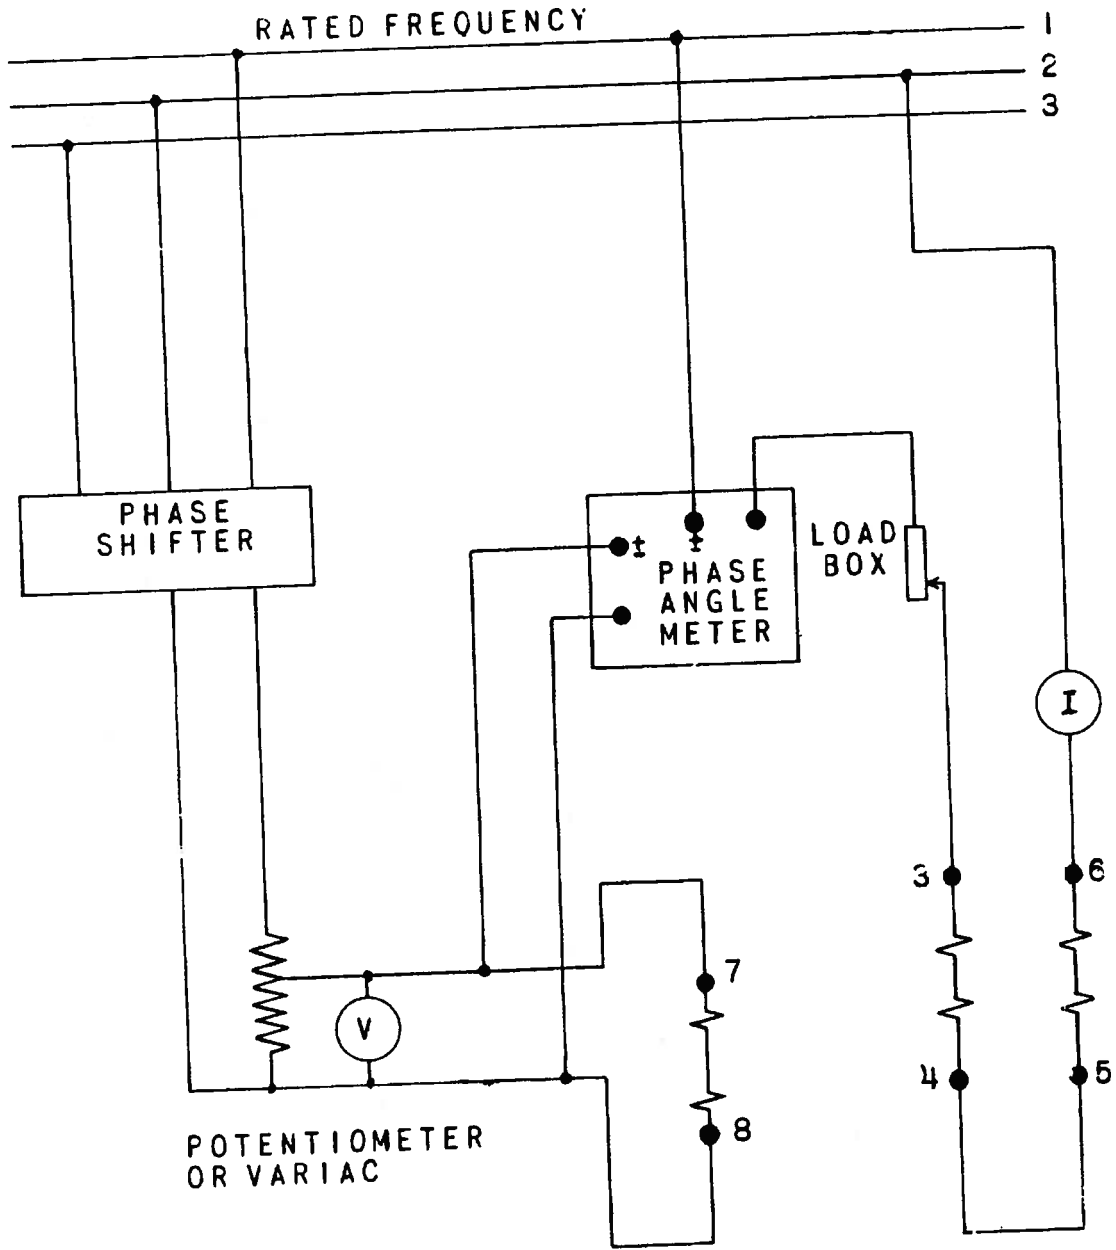 RATED FREQUENCY
1
2
3
PHASE
SHIFTER
±
±
PHASE
ANGLE
METER
LOAD
BOX
I
3
6
7
V
4
5
8
POTENTIOMETER
OR VARIAC